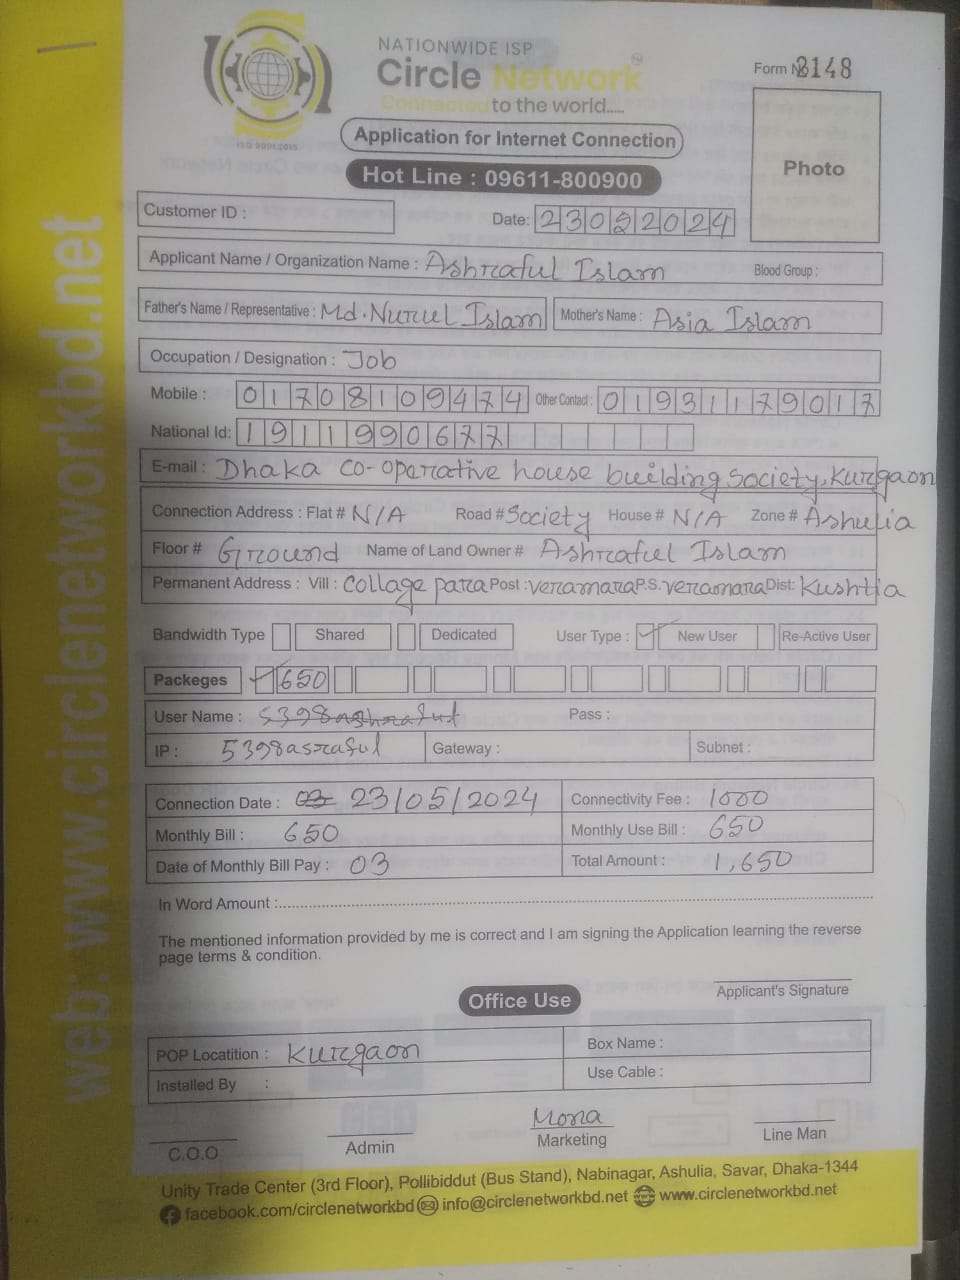 NATIONWIDE ISP
Circle Network
Connected to the world.....
ISO 9001:2015
Form No 3148
Application for Internet Connection
Photo
Hot Line : 09611-800900
Customer ID :
Date: 23092024
Applicant Name / Organization Name : Ashraful Islam Blood Group :
Father's Name / Representative : Md. Nurul Islam Mother's Name : Asia Islam
Occupation / Designation : Job
Mobile : 01708109474 Other Contact : 01931179017
National Id: 1911990677
E-mail : Dhaka co-operative house building Society, Kurgaon
Connection Address : Flat # N/A Road # Society House # N/A Zone # Ashulia
Floor # Ground Name of Land Owner # Ashraful Islam
Permanent Address : Vill : Collage para Post : veramara P.S. veramara Dist: Kushtia
Bandwidth Type Shared Dedicated User Type : ✓ New User Re-Active User
Packeges ✓ 650
User Name : 5398ashraful Pass :
IP : 5398asraful Gateway : Subnet :
Connection Date : 03 23/05/2024 Connectivity Fee : 1000
Monthly Bill : 650 Monthly Use Bill : 650
Date of Monthly Bill Pay : 03 Total Amount : 1,650
In Word Amount :
The mentioned information provided by me is correct and I am signing the Application learning the reverse
page terms & condition.
Applicant's Signature
Office Use
POP Locatition : Kurgaon Box Name :
Installed By : Use Cable :
Mona
C.O.O Admin Marketing Line Man
Unity Trade Center (3rd Floor), Pollibiddut (Bus Stand), Nabinagar, Ashulia, Savar, Dhaka-1344
facebook.com/circlenetworkbd info@circlenetworkbd.net www.circlenetworkbd.net
web: www.circlenetworkbd.net